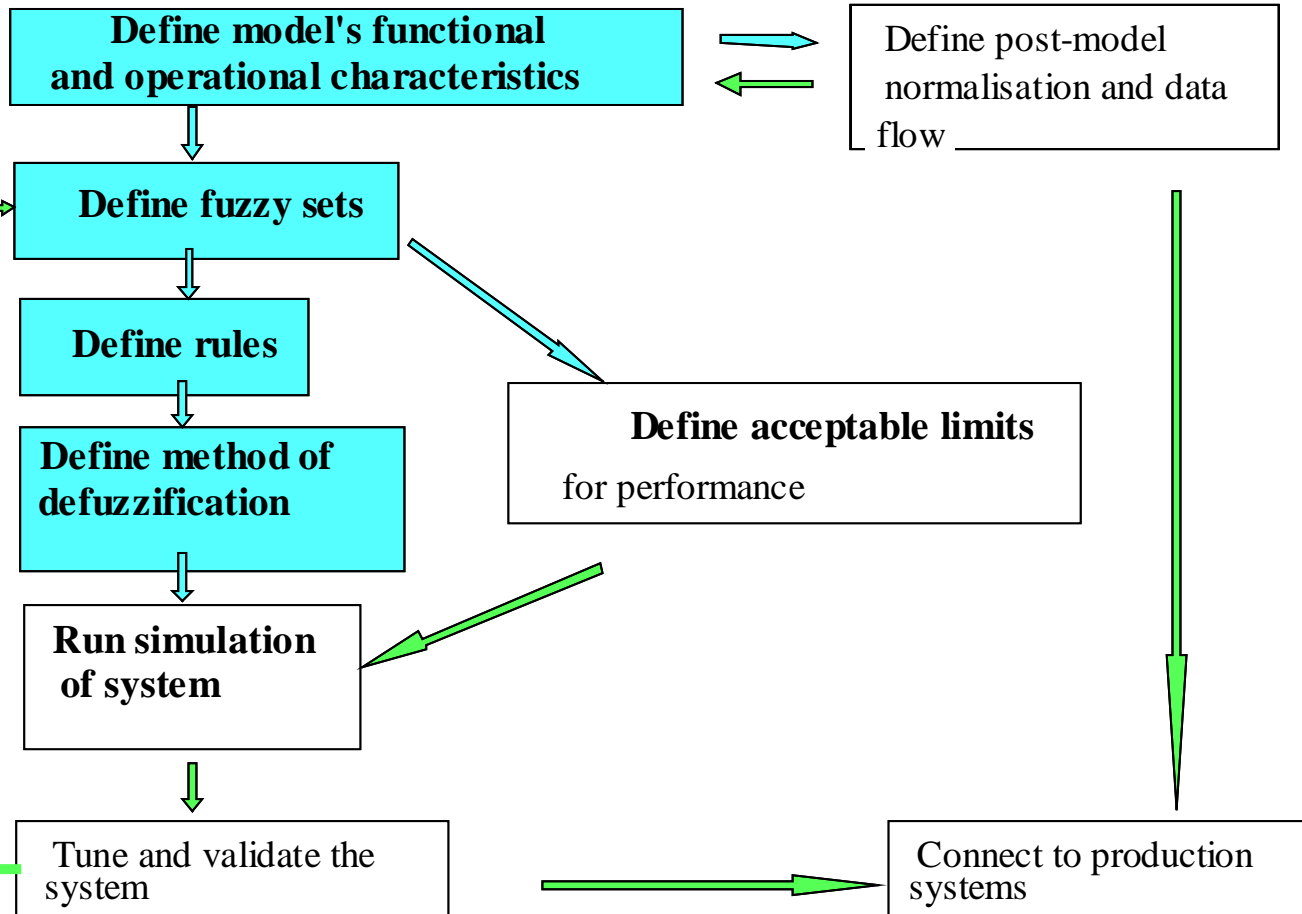 Define model's functional
and operational characteristics
Define post-model
normalisation and data
flow
Define fuzzy sets
Define rules
Define acceptable limits
for performance
Define method of
defuzzification
Run simulation
of system
Tune and validate the
system
Connect to production
systems